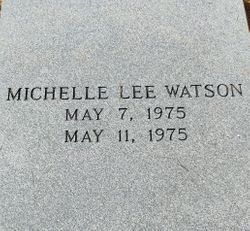 MICHELLE LEE WATSON
MAY 7, 1975
MAY 11, 1975